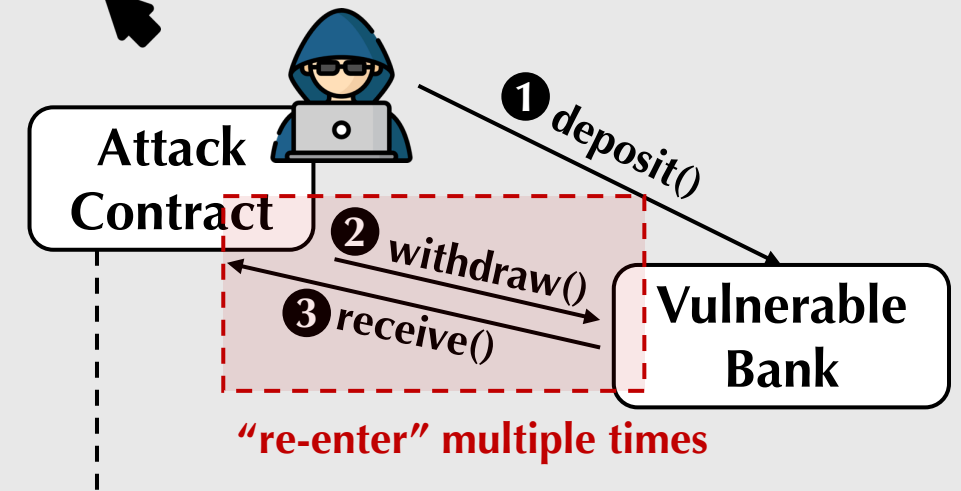 Attack
Contract
❶ deposit()
❷ withdraw()
❸ receive()
Vulnerable
Bank
“re-enter” multiple times